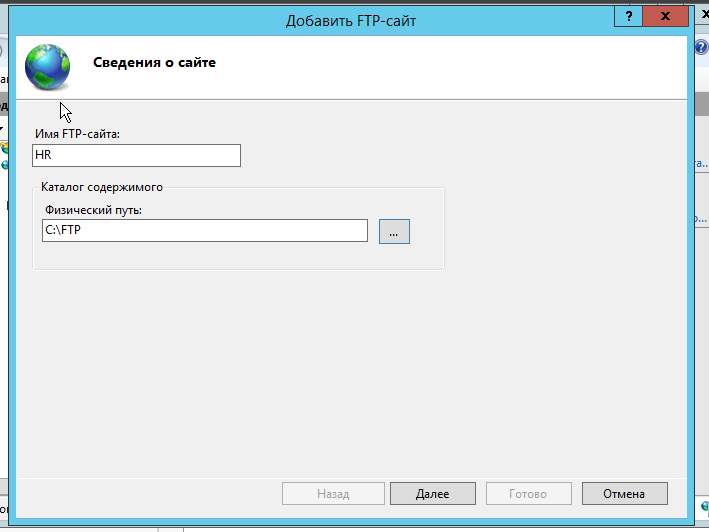 Добавить FTP-сайт
?
x
Сведения о сайте
Имя FTP-сайта:
HR
Каталог содержимого
Физический путь:
C:\FTP
...
Назад
Далее
Готово
Отмена